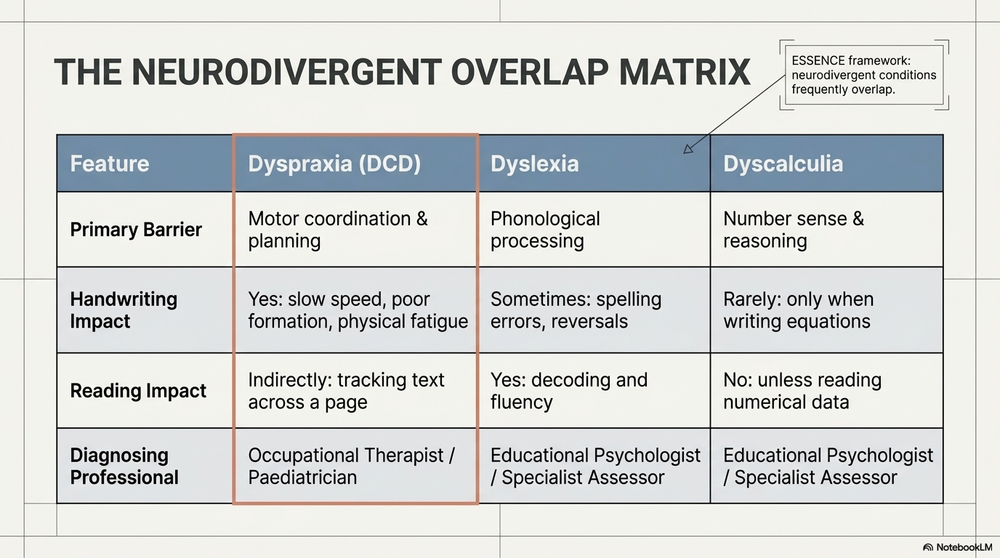 THE NEURODIVERGENT OVERLAP MATRIX
ESSENCE framework:
neurodivergent conditions
frequently overlap.
Feature
Dyspraxia (DCD)
Dyslexia
Dyscalculia
Primary Barrier
Motor coordination &
planning
Phonological
processing
Number sense &
reasoning
Handwriting
Impact
Yes: slow speed, poor
formation, physical fatigue
Sometimes: spelling
errors, reversals
Rarely: only when
writing equations
Reading Impact
Indirectly: tracking text
across a page
Yes: decoding and
fluency
No: unless reading
numerical data
Diagnosing
Professional
Occupational Therapist /
Paediatrician
Educational Psychologist
/ Specialist Assessor
Educational Psychologist
/ Specialist Assessor
NotebookLM